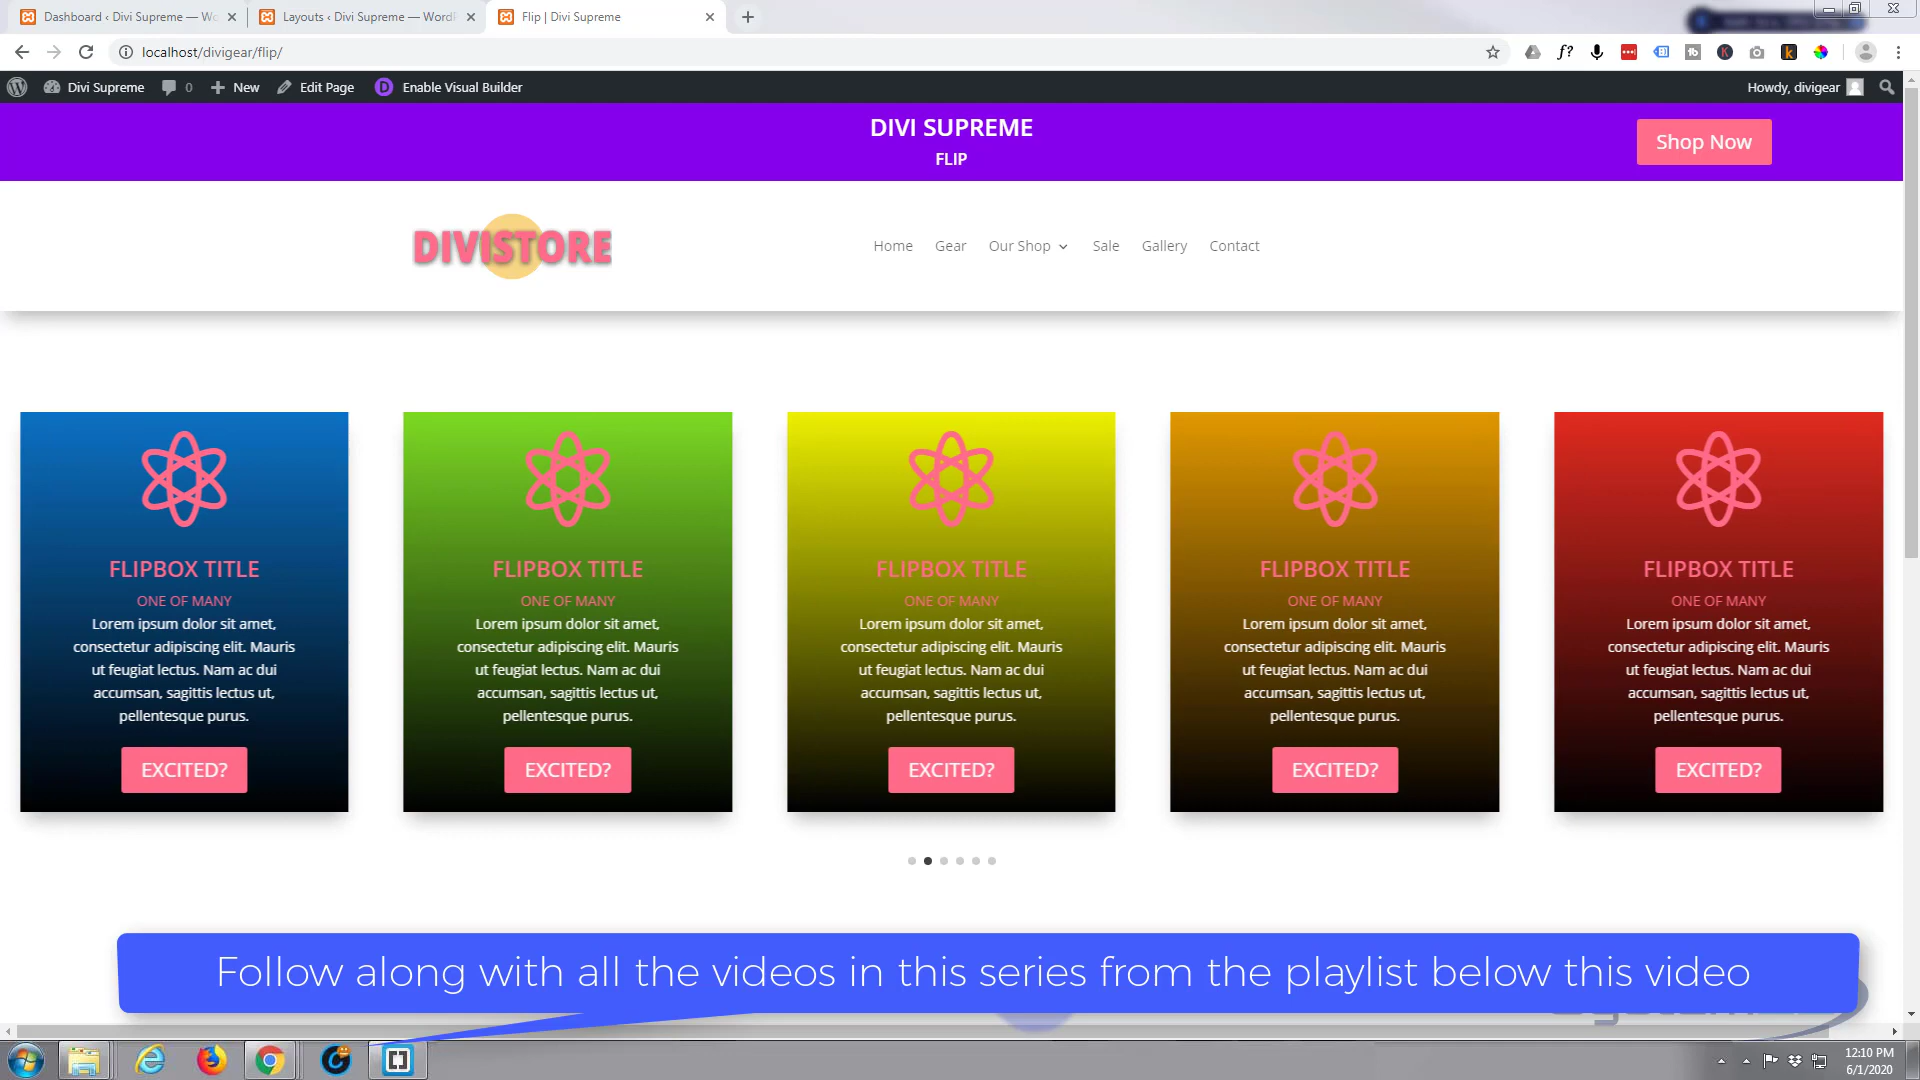 Dashboard ‹ Divi Supreme — Wo
Layouts ‹ Divi Supreme — WordP
Flip | Divi Supreme
localhost/divigear/flip/
Divi Supreme
0
New
Edit Page
Enable Visual Builder
Howdy, divigear
DIVI SUPREME
FLIP
Shop Now
DIVISTORE
Home
Gear
Our Shop
Sale
Gallery
Contact
FLIPBOX TITLE
ONE OF MANY
Lorem ipsum dolor sit amet,
consectetur adipiscing elit. Mauris
ut feugiat lectus. Nam ac dui
accumsan, sagittis lectus ut,
pellentesque purus.
EXCITED?
FLIPBOX TITLE
ONE OF MANY
Lorem ipsum dolor sit amet,
consectetur adipiscing elit. Mauris
ut feugiat lectus. Nam ac dui
accumsan, sagittis lectus ut,
pellentesque purus.
EXCITED?
FLIPBOX TITLE
ONE OF MANY
Lorem ipsum dolor sit amet,
consectetur adipiscing elit. Mauris
ut feugiat lectus. Nam ac dui
accumsan, sagittis lectus ut,
pellentesque purus.
EXCITED?
FLIPBOX TITLE
ONE OF MANY
Lorem ipsum dolor sit amet,
consectetur adipiscing elit. Mauris
ut feugiat lectus. Nam ac dui
accumsan, sagittis lectus ut,
pellentesque purus.
EXCITED?
FLIPBOX TITLE
ONE OF MANY
Lorem ipsum dolor sit amet,
consectetur adipiscing elit. Mauris
ut feugiat lectus. Nam ac dui
accumsan, sagittis lectus ut,
pellentesque purus.
EXCITED?
Follow along with all the videos in this series from the playlist below this video
12:10 PM
6/1/2020